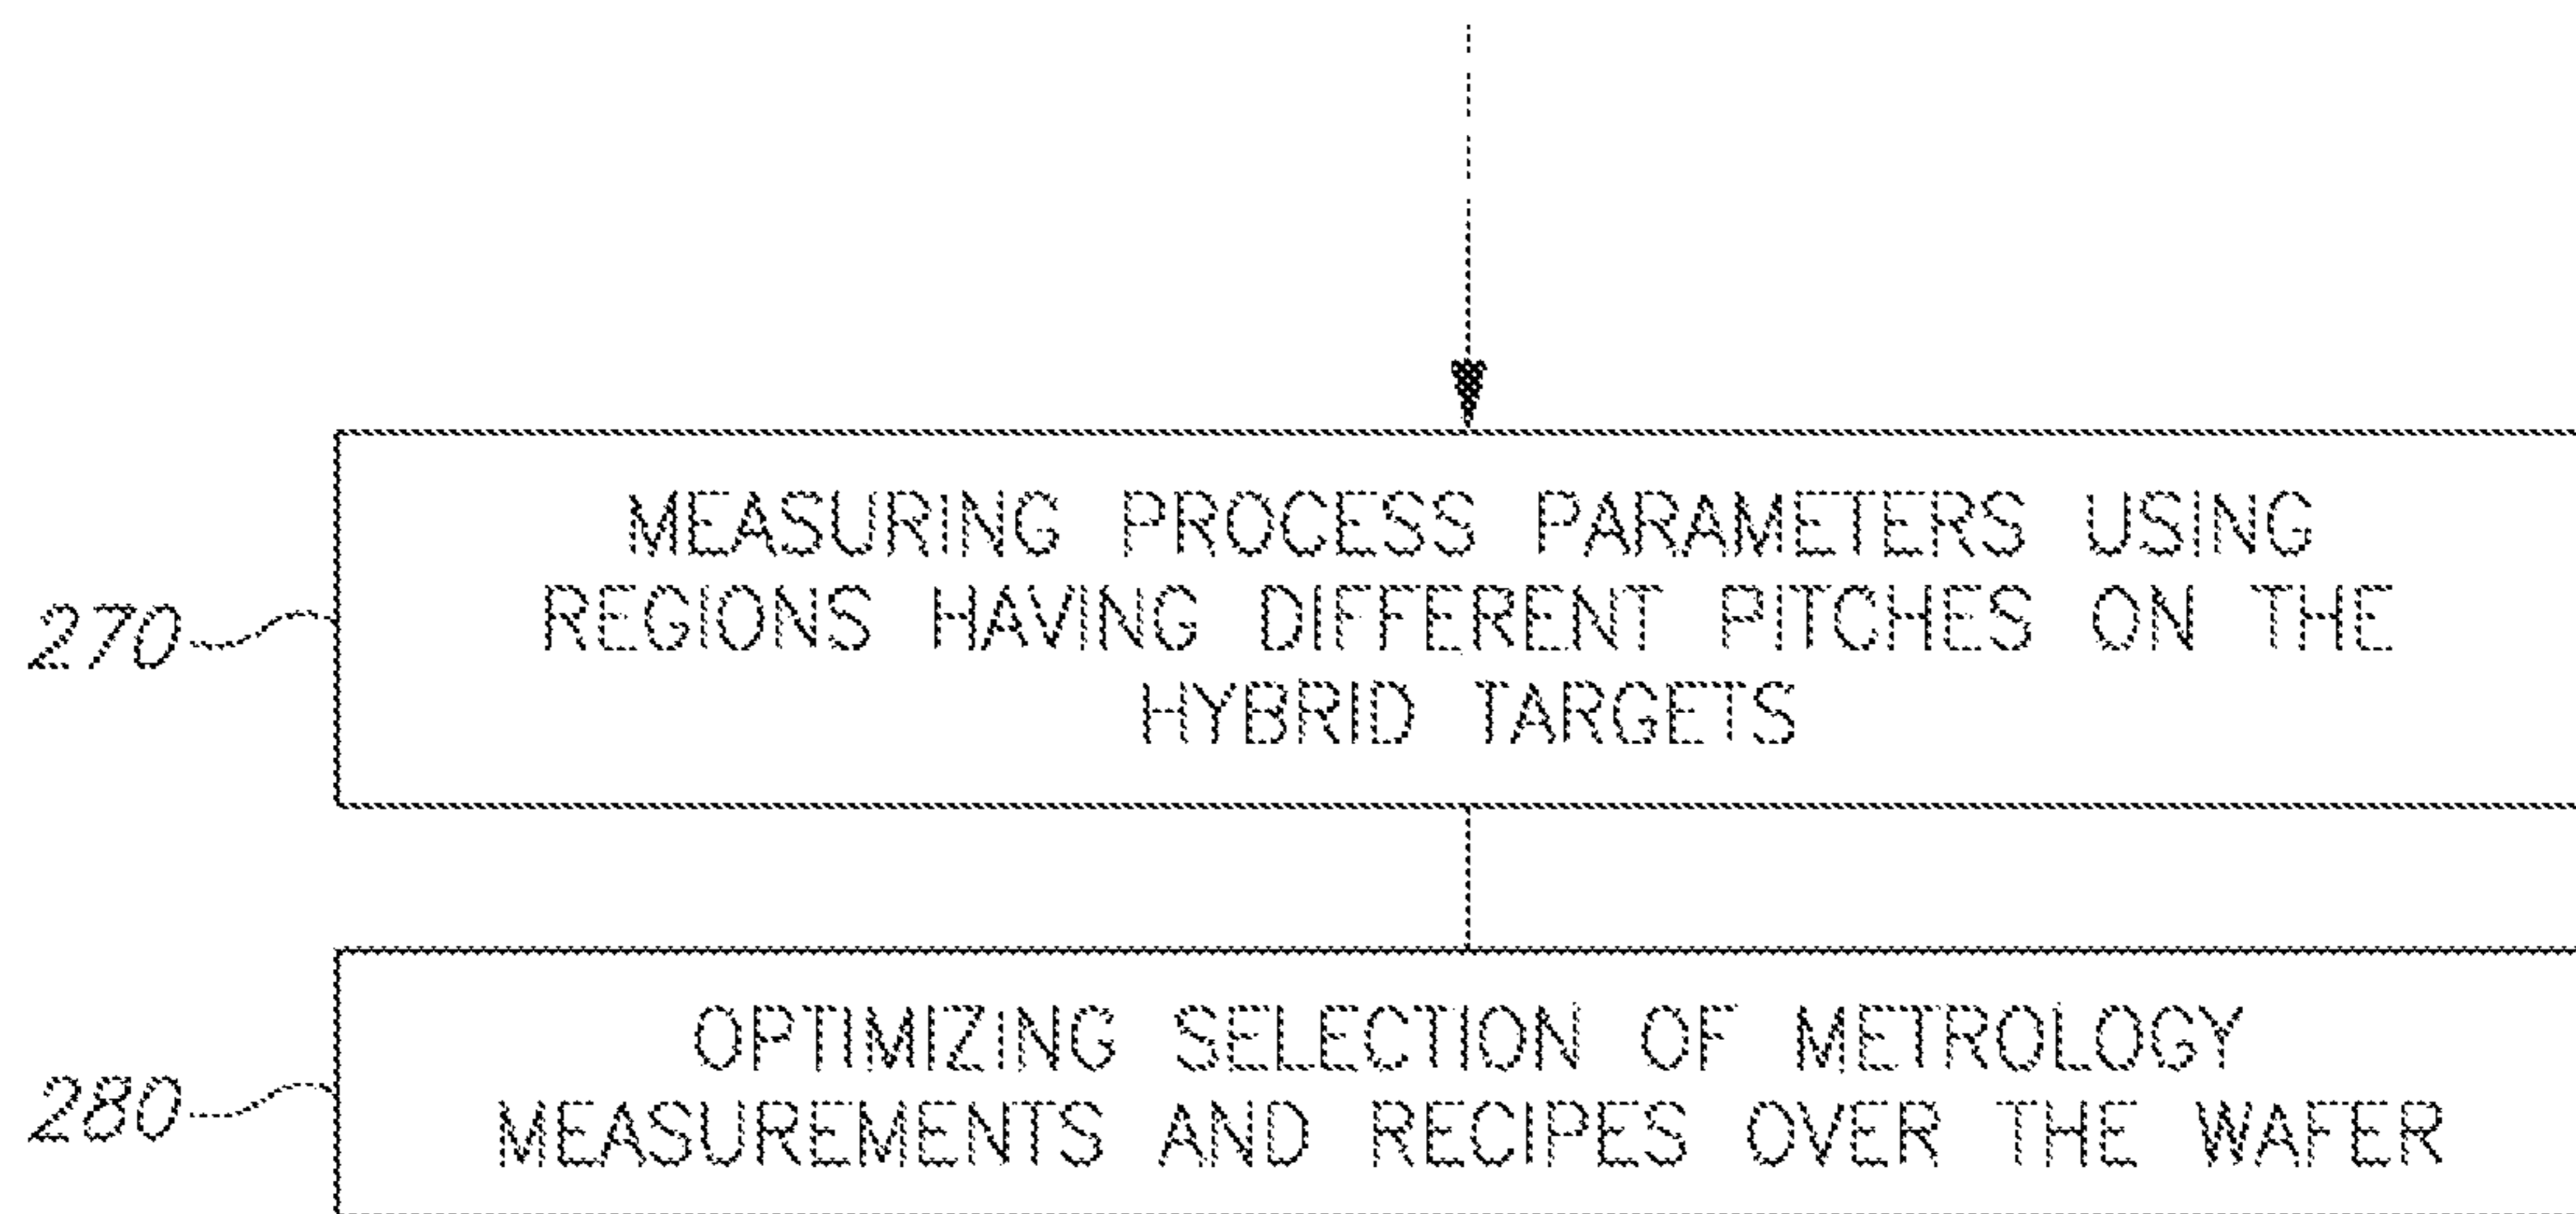 MEASURING PROCESS PARAMETERS USING
270
REGIONS HAVING DIFFERENT PITCHES ON THE
HYBRID TARGETS
OPTIMIZING SELECTION OF METROLOGY
280
MEASUREMENTS AND RECIPES OVER THE WAFER